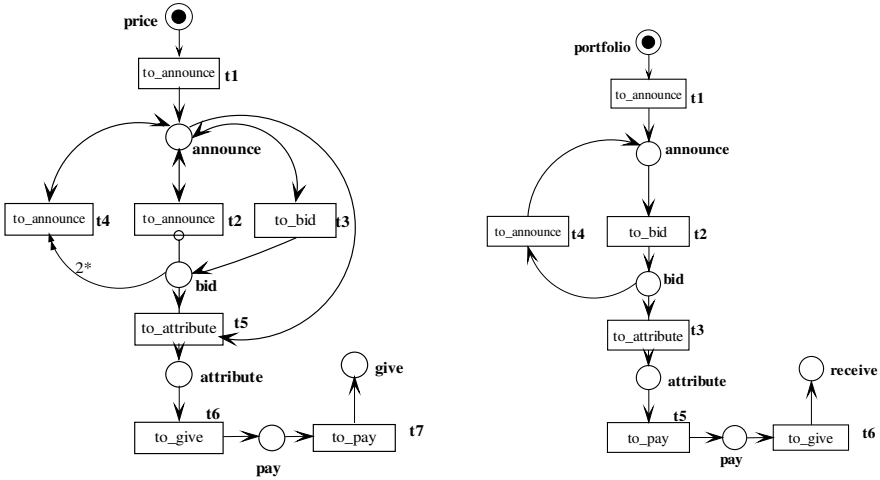 price
to_announce t1
announce
to_announce t4
to_announce t2
to_bid t3
2*
bid
to_attribute t5
attribute
give
t6
to_give
to_pay t7
pay
portfolio
to_announce t1
announce
to_announce t4
to_bid t2
bid
to_attribute t3
attribute
receive
t5
to_pay
to_give t6
pay